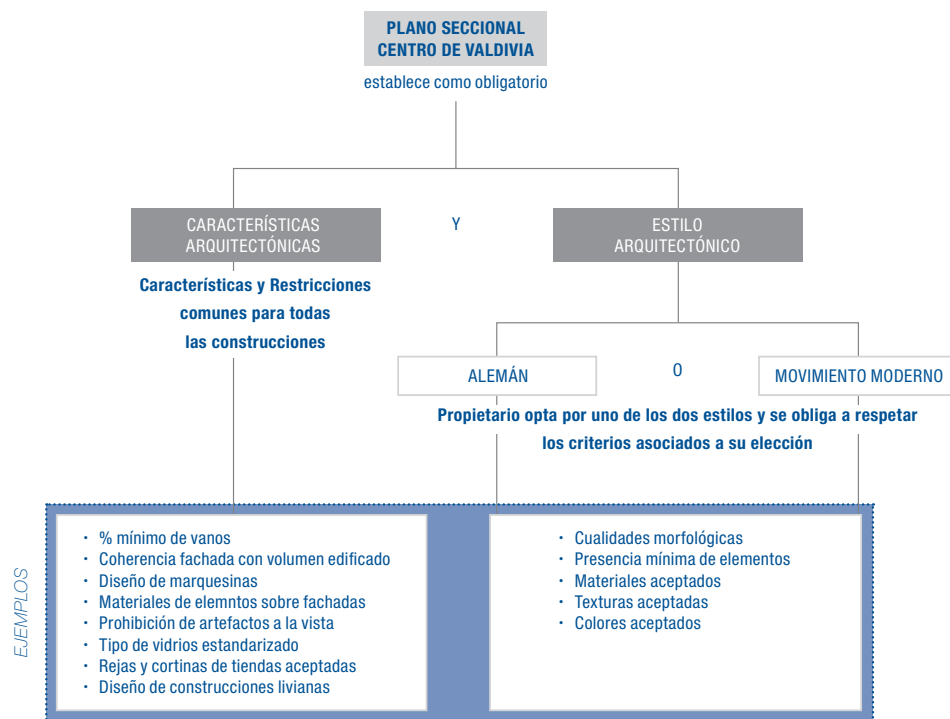 PLANO SECCIONAL
CENTRO DE VALDIVIA
establece como obligatorio
CARACTERÍSTICAS
ARQUITECTÓNICAS
Y
ESTILO
ARQUITECTÓNICO
Características y Restricciones
comunes para todas
las construcciones
ALEMÁN
O
MOVIMIENTO MODERNO
Propietario opta por uno de los dos estilos y se obliga a respetar
los criterios asociados a su elección
EJEMPLOS
· % mínimo de vanos
· Coherencia fachada con volumen edificado
· Diseño de marquesinas
· Materiales de elemntos sobre fachadas
· Prohibición de artefactos a la vista
· Tipo de vidrios estandarizado
· Rejas y cortinas de tiendas aceptadas
· Diseño de construcciones livianas
· Cualidades morfológicas
· Presencia mínima de elementos
· Materiales aceptados
· Texturas aceptadas
· Colores aceptados